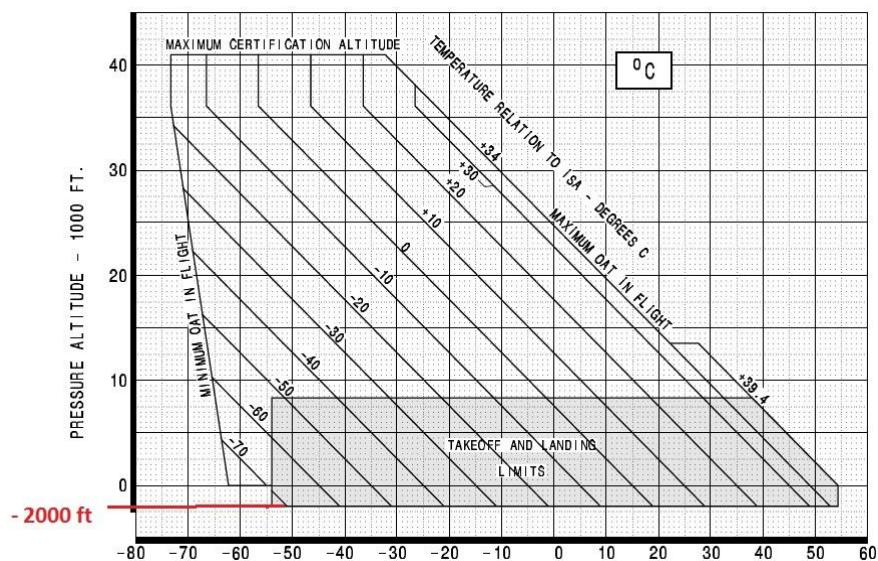 MAXIMUM CERTIFICATION ALTITUDE
TEMPERATURE RELATION TO ISA - DEGREES C
°C
PRESSURE ALTITUDE - 1000 FT.
40
30
20
10
0
- 2000 ft
MINIMUM OAT IN FLIGHT
MAXIMUM OAT IN FLIGHT
+34
+30
+20
+10
0
-10
-20
-30
-40
-50
-60
-70
+39.4
TAKEOFF AND LANDING
LIMITS
-80 -70 -60 -50 -40 -30 -20 -10 0 10 20 30 40 50 60